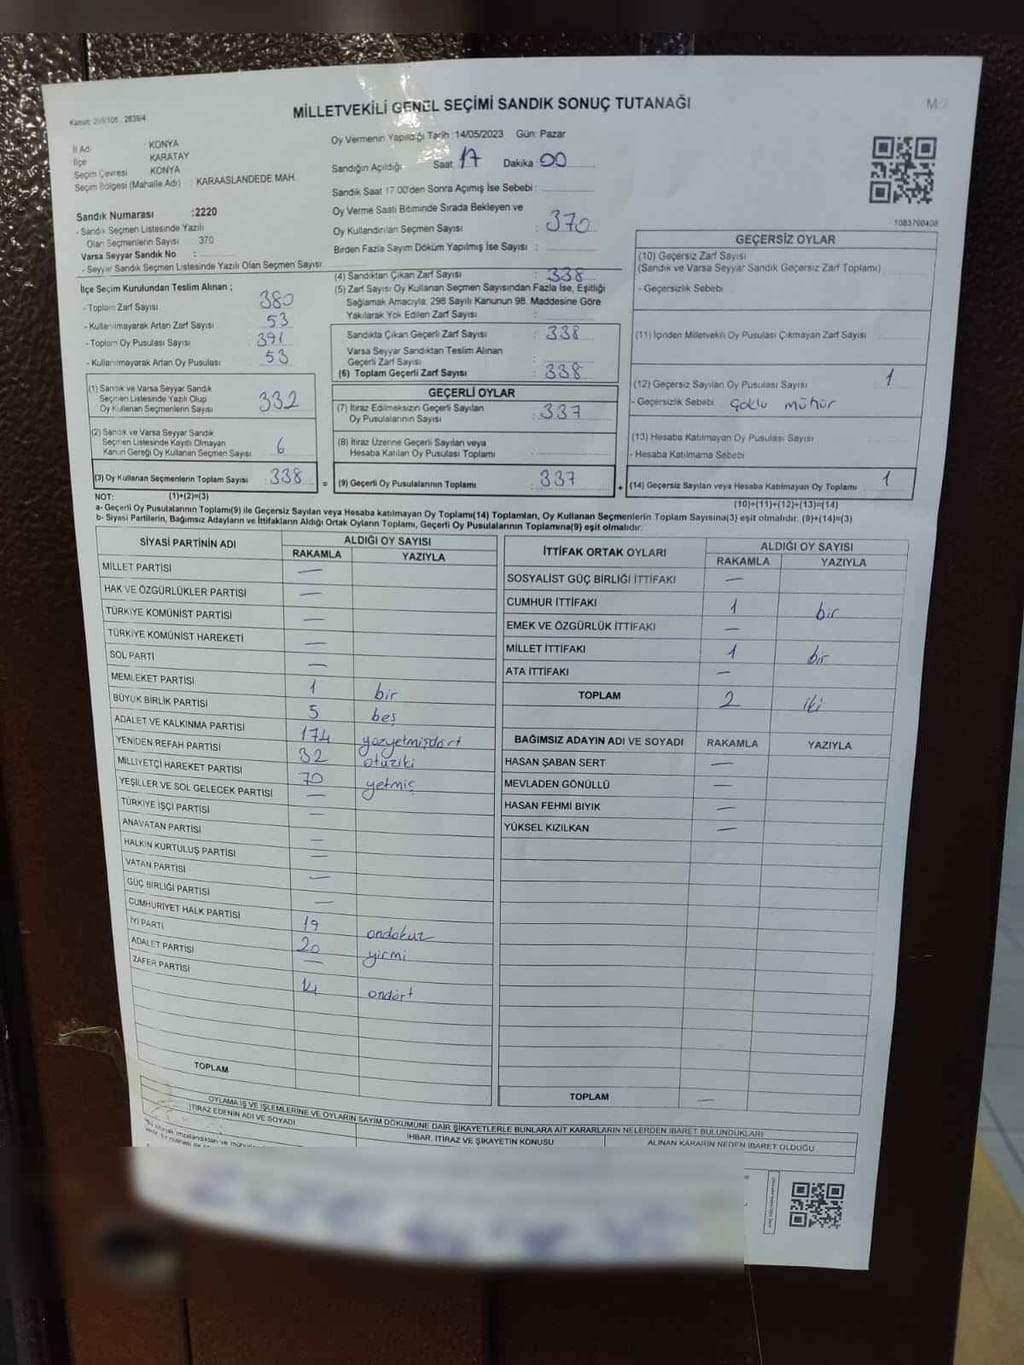 MİLLETVEKİLİ GENEL SEÇİMİ SANDIK SONUÇ TUTANAĞI
İl Adı : KONYA
İlçe : KARATAY
Seçim Çevresi : KONYA
Seçim Bölgesi (Mahalle Adı) : KARAASLANDEDE MAH.
Sandık Numarası :2220
- Sandık Seçmen Listesinde Yazılı
Olan Seçmenlerin Sayısı : 370
Varsa Seyyar Sandık No :
- Seyyar Sandık Seçmen Listesinde Yazılı Olan Seçmen Sayısı:
Oy Vermenin Yapıldığı Tarih :14/05/2023 Gün: Pazar
Sandığın Açıldığı : Saat 17 Dakika 00
Sandık Saat 17.00'den Sonra Açılmış İse Sebebi :
Oy Verme Saati Bitiminde Sırada Bekleyen ve
Oy Kullandırılan Seçmen Sayısı : 370
Birden Fazla Sayım Döküm Yapılmış İse Sayısı :
1083700408
İlçe Seçim Kurulundan Teslim Alınan ;
- Toplam Zarf Sayısı : 380
- Kullanılmayarak Artan Zarf Sayısı : 53
- Toplam Oy Pusulası Sayısı : 391
- Kullanılmayarak Artan Oy Pusulası : 53
(1) Sandık ve Varsa Seyyar Sandık
Seçmen Listesinde Yazılı Olup
Oy Kullanan Seçmenlerin Sayısı : 332
(2) Sandık ve Varsa Seyyar Sandık
Seçmen Listesinde Kayıtlı Olmayan
Kanun Gereği Oy Kullanan Seçmen Sayısı : 6
(3) Oy Kullanan Seçmenlerin Toplam Sayısı : 338
(4) Sandıktan Çıkan Zarf Sayısı : 338
(5) Zarf Sayısı Oy Kullanan Seçmen Sayısından Fazla İse, Eşitliği
Sağlamak Amacıyla, 298 Sayılı Kanunun 98. Maddesine Göre
Yakılarak Yok Edilen Zarf Sayısı :
Sandıkta Çıkan Geçerli Zarf Sayısı : 338
Varsa Seyyar Sandıktan Teslim Alınan
Geçerli Zarf Sayısı :
(6) Toplam Geçerli Zarf Sayısı : 338
GEÇERLİ OYLAR
(7) İtiraz Edilmeksizin Geçerli Sayılan
Oy Pusulalarının Sayısı : 337
(8) İtiraz Üzerine Geçerli Sayılan veya
Hesaba Katılan Oy Pusulası Toplamı :
= (9) Geçerli Oy Pusulalarının Toplamı : 337
GEÇERSİZ OYLAR
(10) Geçersiz Zarf Sayısı
(Sandık ve Varsa Seyyar Sandık Geçersiz Zarf Toplamı) :
- Geçersizlik Sebebi :
(11) İçinden Milletvekili Oy Pusulası Çıkmayan Zarf Sayısı :
(12) Geçersiz Sayılan Oy Pusulası Sayısı : 1
- Geçersizlik Sebebi : Çoklu mühür
(13) Hesaba Katılmayan Oy Pusulası Sayısı :
- Hesaba Katılmama Sebebi :
+ (14) Geçersiz Sayılan veya Hesaba Katılmayan Oy Toplamı : 1
NOT: (1)+(2)=(3) (10)+(11)+(12)+(13)=(14)
a- Geçerli Oy Pusulalarının Toplamı(9) ile Geçersiz Sayılan veya Hesaba Katılmayan Oy Toplamı(14) Toplamları, Oy Kullanan Seçmenlerin Toplam Sayısına(3) eşit olmalıdır. (9)+(14)=(3)
b- Siyasi Partilerin, Bağımsız Adayların ve İttifakların Aldığı Ortak Oyların Toplamı, Geçerli Oy Pusulalarının Toplamına(9) eşit olmalıdır.
SİYASİ PARTİNİN ADI ALDIĞI OY SAYISI
RAKAMLA YAZIYLA
MİLLET PARTİSİ —
HAK VE ÖZGÜRLÜKLER PARTİSİ —
TÜRKİYE KOMÜNİST PARTİSİ —
TÜRKİYE KOMÜNİST HAREKETİ —
SOL PARTİ —
MEMLEKET PARTİSİ 1 bir
BÜYÜK BİRLİK PARTİSİ 5 beş
ADALET VE KALKINMA PARTİSİ 174 yüzyetmişdört
YENİDEN REFAH PARTİSİ 32 otuziki
MİLLİYETÇİ HAREKET PARTİSİ 70 yetmiş
YEŞİLLER VE SOL GELECEK PARTİSİ —
TÜRKİYE İŞÇİ PARTİSİ —
ANAVATAN PARTİSİ —
HALKIN KURTULUŞ PARTİSİ —
VATAN PARTİSİ —
GÜÇ BİRLİĞİ PARTİSİ —
CUMHURİYET HALK PARTİSİ 19 ondokuz
İYİ PARTİ 20 yirmi
ADALET PARTİSİ —
ZAFER PARTİSİ 14 ondört
TOPLAM
İTTİFAK ORTAK OYLARI ALDIĞI OY SAYISI
RAKAMLA YAZIYLA
SOSYALİST GÜÇ BİRLİĞİ İTTİFAKI —
CUMHUR İTTİFAKI 1 bir
EMEK VE ÖZGÜRLÜK İTTİFAKI —
MİLLET İTTİFAKI 1 bir
ATA İTTİFAKI —
TOPLAM 2 iki
BAĞIMSIZ ADAYIN ADI VE SOYADI RAKAMLA YAZIYLA
HASAN ŞABAN SERT —
MEVLADEN GÖNÜLLÜ —
HASAN FEHMİ BIYIK —
YÜKSEL KIZILKAN —
TOPLAM —
OYLAMA İŞ VE İŞLEMLERİNE VE OYLARIN SAYIM DÖKÜMÜNE DAİR ŞİKAYETLERLE BUNLARA AİT KARARLARIN NELERDEN İBARET BULUNDUKLARI
İTİRAZ EDENİN ADI VE SOYADI İHBAR, İTİRAZ VE ŞİKAYETİN KONUSU ALINAN KARARIN NEDEN İBARET OLDUĞU